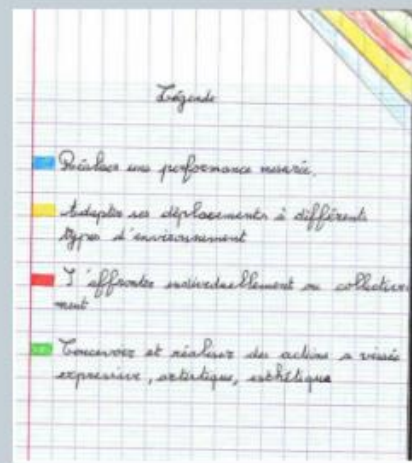 Légende
Réaliser une performance mesurée.
Adapter ses déplacements à différents
types d'environnement
S'affronter individuellement ou collective
ment
Concevoir et réaliser des actions a visée
expressive, artistique, esthétique